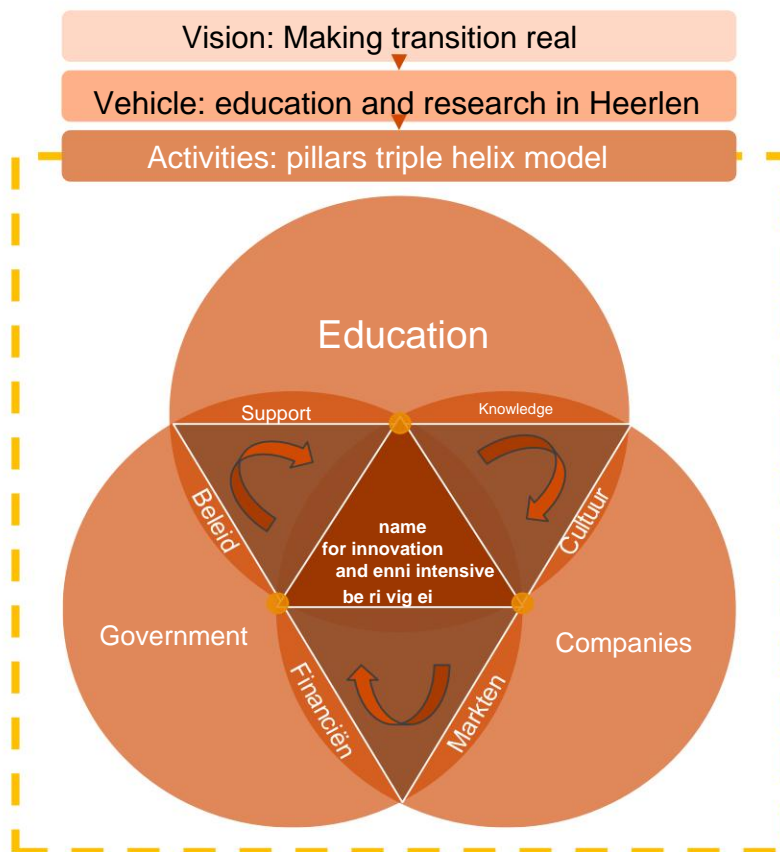 Vision: Making transition real
Vehicle: education and research in Heerlen
Activities: pillars triple helix model
Education
Support
Knowledge
Beleid
Cultuur
name
for innovation
and enni intensive
be ri vig ei
Government
Companies
Financiën
Markten